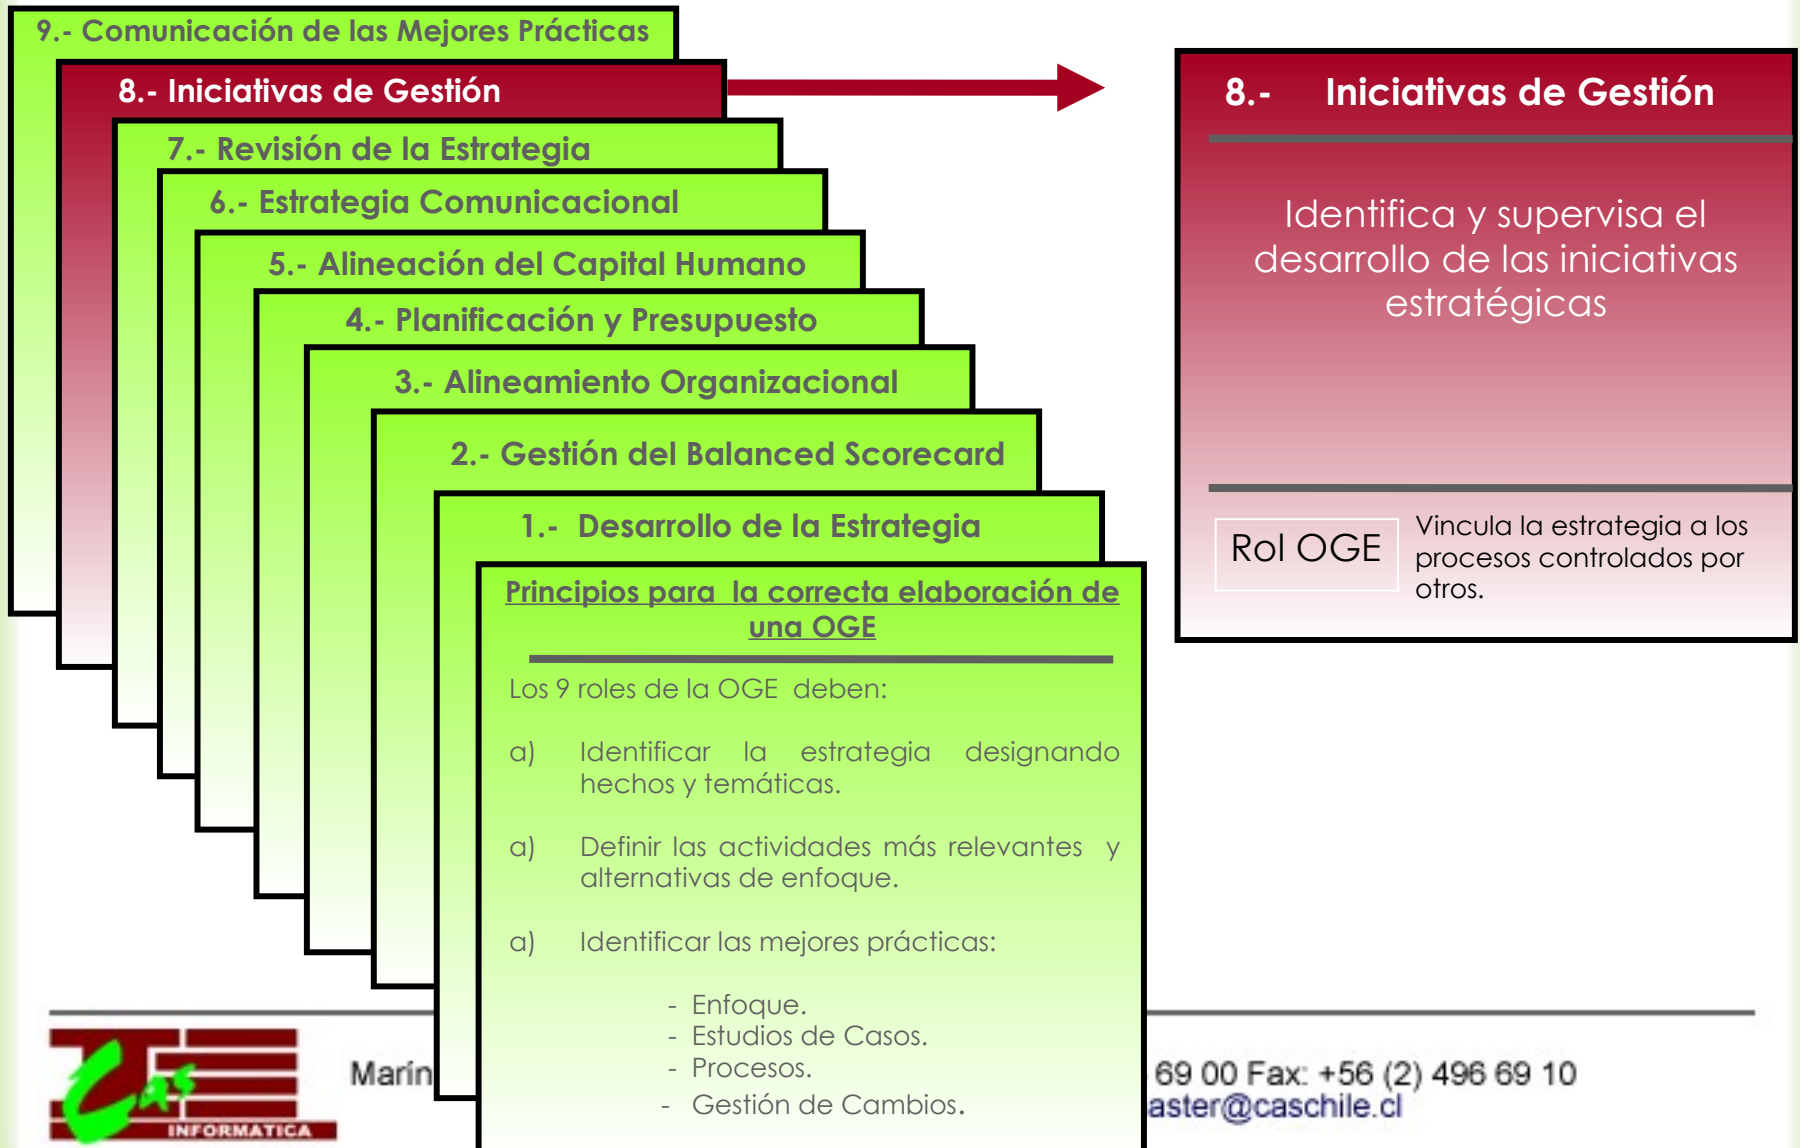 9.- Comunicación de las Mejores Prácticas
8.- Iniciativas de Gestión
7.- Revisión de la Estrategia
6.- Estrategia Comunicacional
5.- Alineación del Capital Humano
4.- Planificación y Presupuesto
3.- Alineamiento Organizacional
2.- Gestión del Balanced Scorecard
1.- Desarrollo de la Estrategia
Principios para la correcta elaboración de
una OGE
Los 9 roles de la OGE deben:
a) Identificar la estrategia designando
hechos y temáticas.
a) Definir las actividades más relevantes y
alternativas de enfoque.
a) Identificar las mejores prácticas:
- Enfoque.
- Estudios de Casos.
- Procesos.
- Gestión de Cambios.
8.- Iniciativas de Gestión
Identifica y supervisa el
desarrollo de las iniciativas
estratégicas
Rol OGE
Vincula la estrategia a los
procesos controlados por
otros.
Cas
INFORMATICA
Marín
69 00 Fax: +56 (2) 496 69 10
aster@caschile.cl